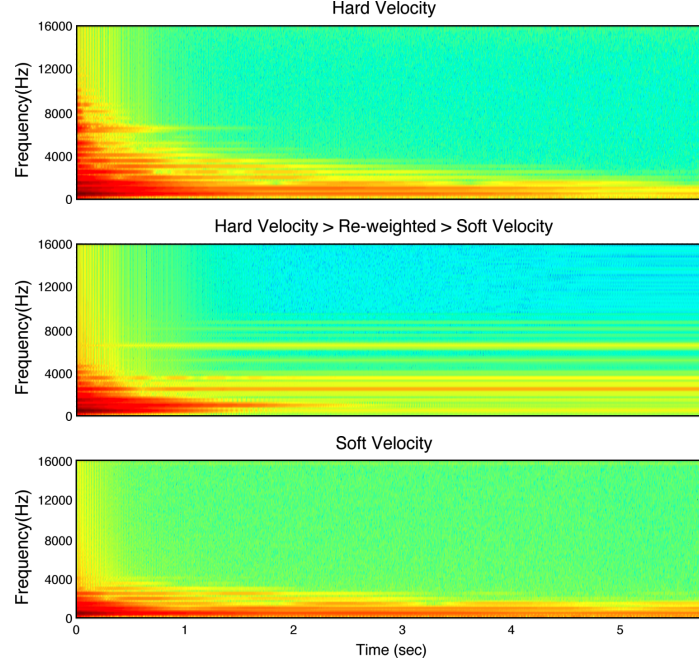 Hard Velocity
16000
12000
8000
4000
0
Frequency(Hz)
Hard Velocity > Re-weighted > Soft Velocity
16000
12000
8000
4000
0
Frequency(Hz)
Soft Velocity
16000
12000
8000
4000
0
Frequency(Hz)
0 1 2 3 4 5
Time (sec)